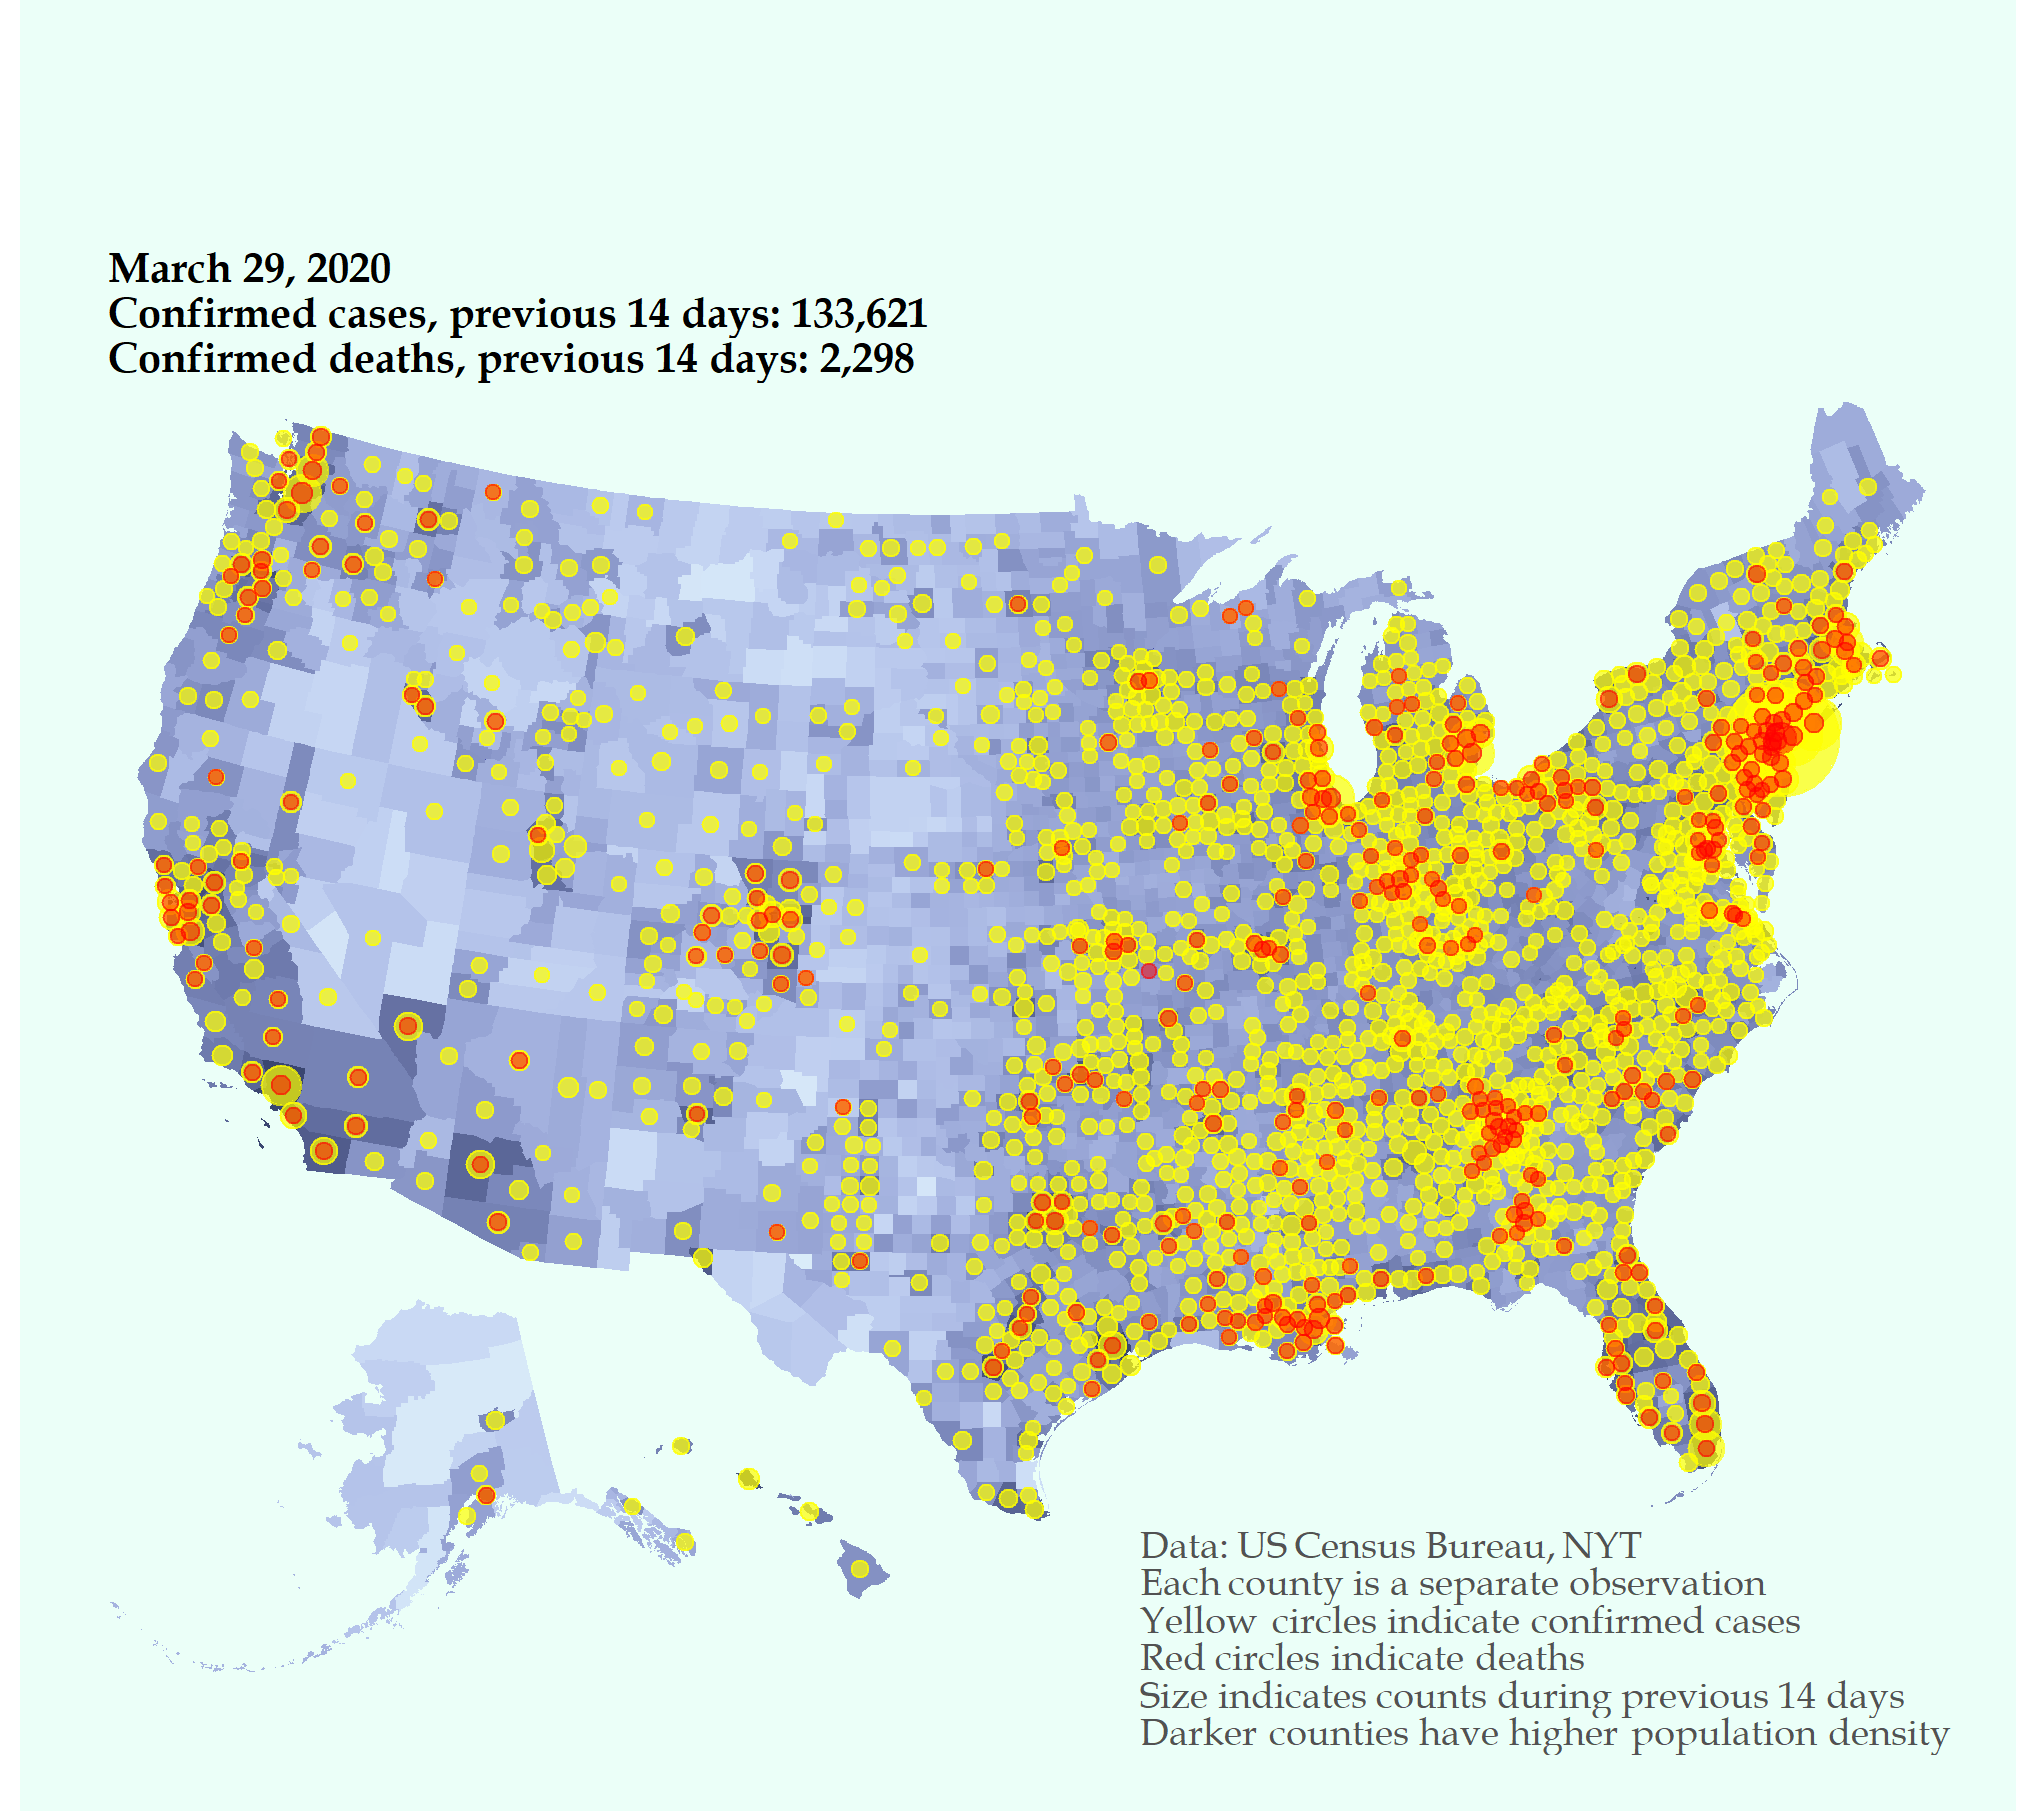 March 29, 2020
Confirmed cases, previous 14 days: 133,621
Confirmed deaths, previous 14 days: 2,298
Data: US Census Bureau, NYT
Each county is a separate observation
Yellow circles indicate confirmed cases
Red circles indicate deaths
Size indicates counts during previous 14 days
Darker counties have higher population density